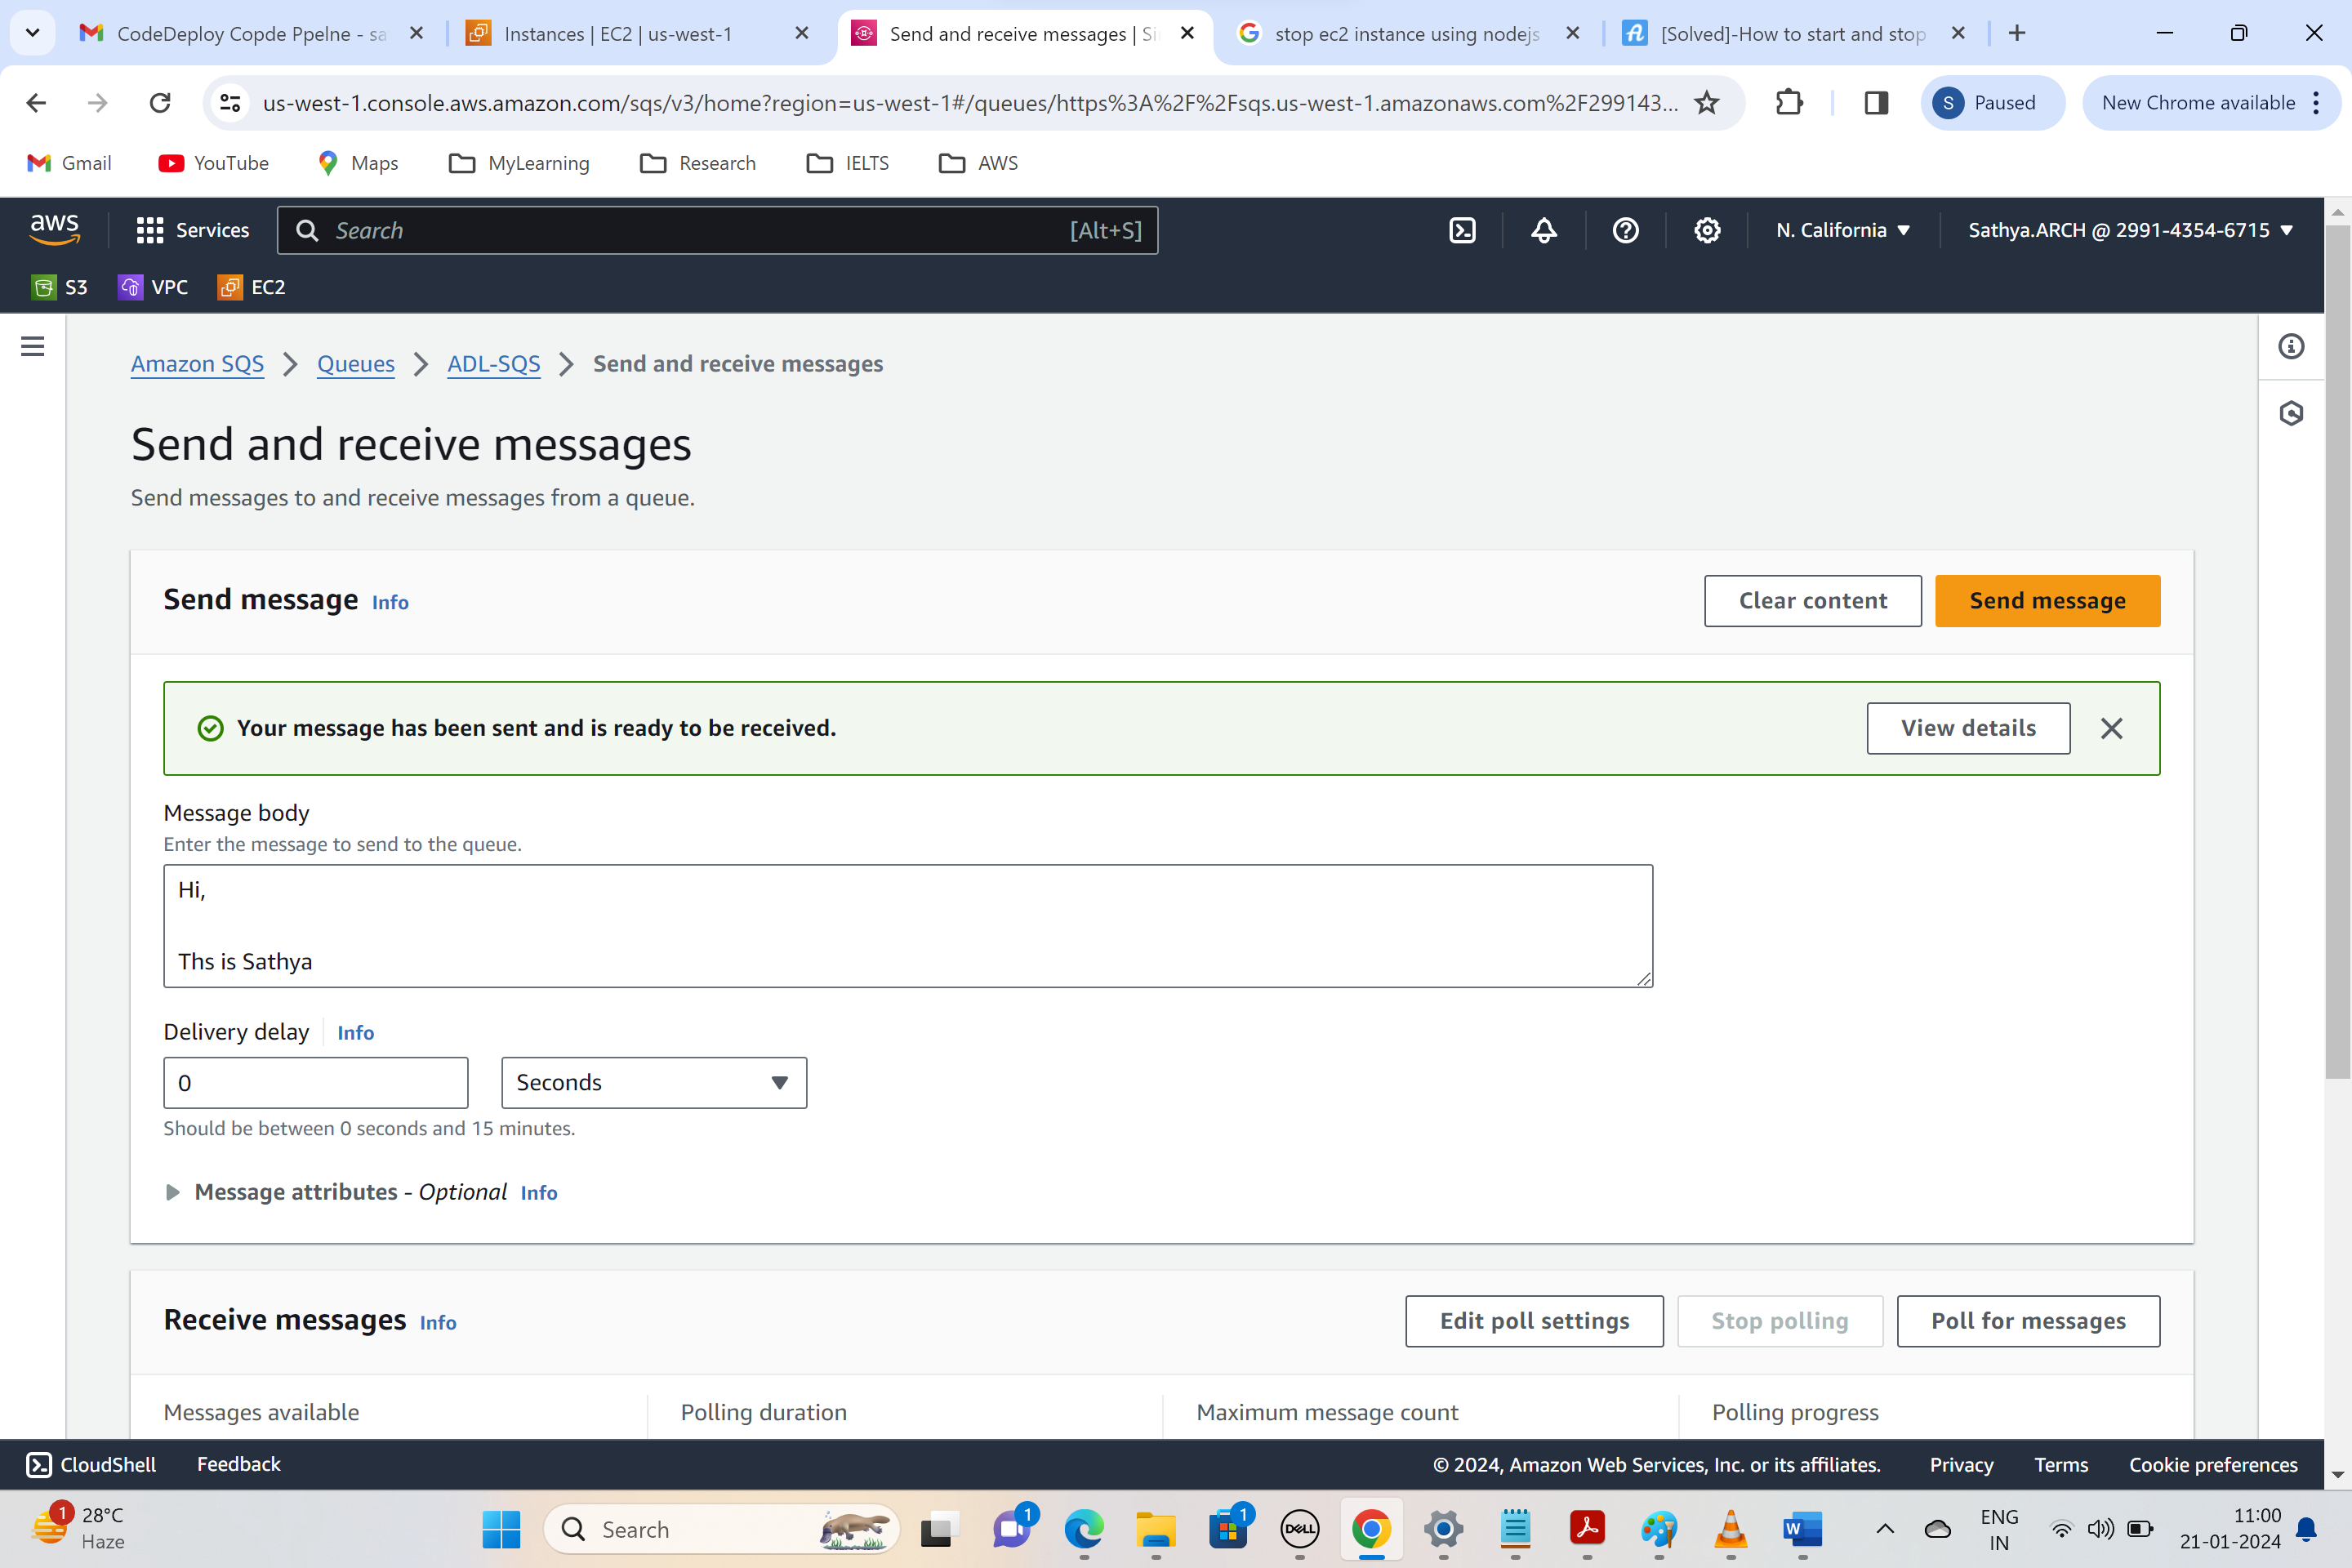 CodeDeploy Copde Ppelne - sa
Instances | EC2 | us-west-1
Send and receive messages | Si
stop ec2 instance using nodejs
[Solved]-How to start and stop
us-west-1.console.aws.amazon.com/sqs/v3/home?region=us-west-1#/queues/https%3A%2F%2Fsqs.us-west-1.amazonaws.com%2F299143...
S Paused
New Chrome available
Gmail
YouTube
Maps
MyLearning
Research
IELTS
AWS
aws
Services
Search [Alt+S]
N. California
Sathya.ARCH @ 2991-4354-6715
S3
VPC
EC2
Amazon SQS
Queues
ADL-SQS
Send and receive messages
Send and receive messages
Send messages to and receive messages from a queue.
Send message Info
Clear content
Send message
Your message has been sent and is ready to be received.
View details
Message body
Enter the message to send to the queue.
Hi,
Ths is Sathya
Delivery delay Info
0
Seconds
Should be between 0 seconds and 15 minutes.
Message attributes - Optional Info
Receive messages Info
Edit poll settings
Stop polling
Poll for messages
Messages available
Polling duration
Maximum message count
Polling progress
CloudShell
Feedback
© 2024, Amazon Web Services, Inc. or its affiliates.
Privacy
Terms
Cookie preferences
1
28°C
Haze
Search
1
1
DELL
W
ENG
IN
11:00
21-01-2024